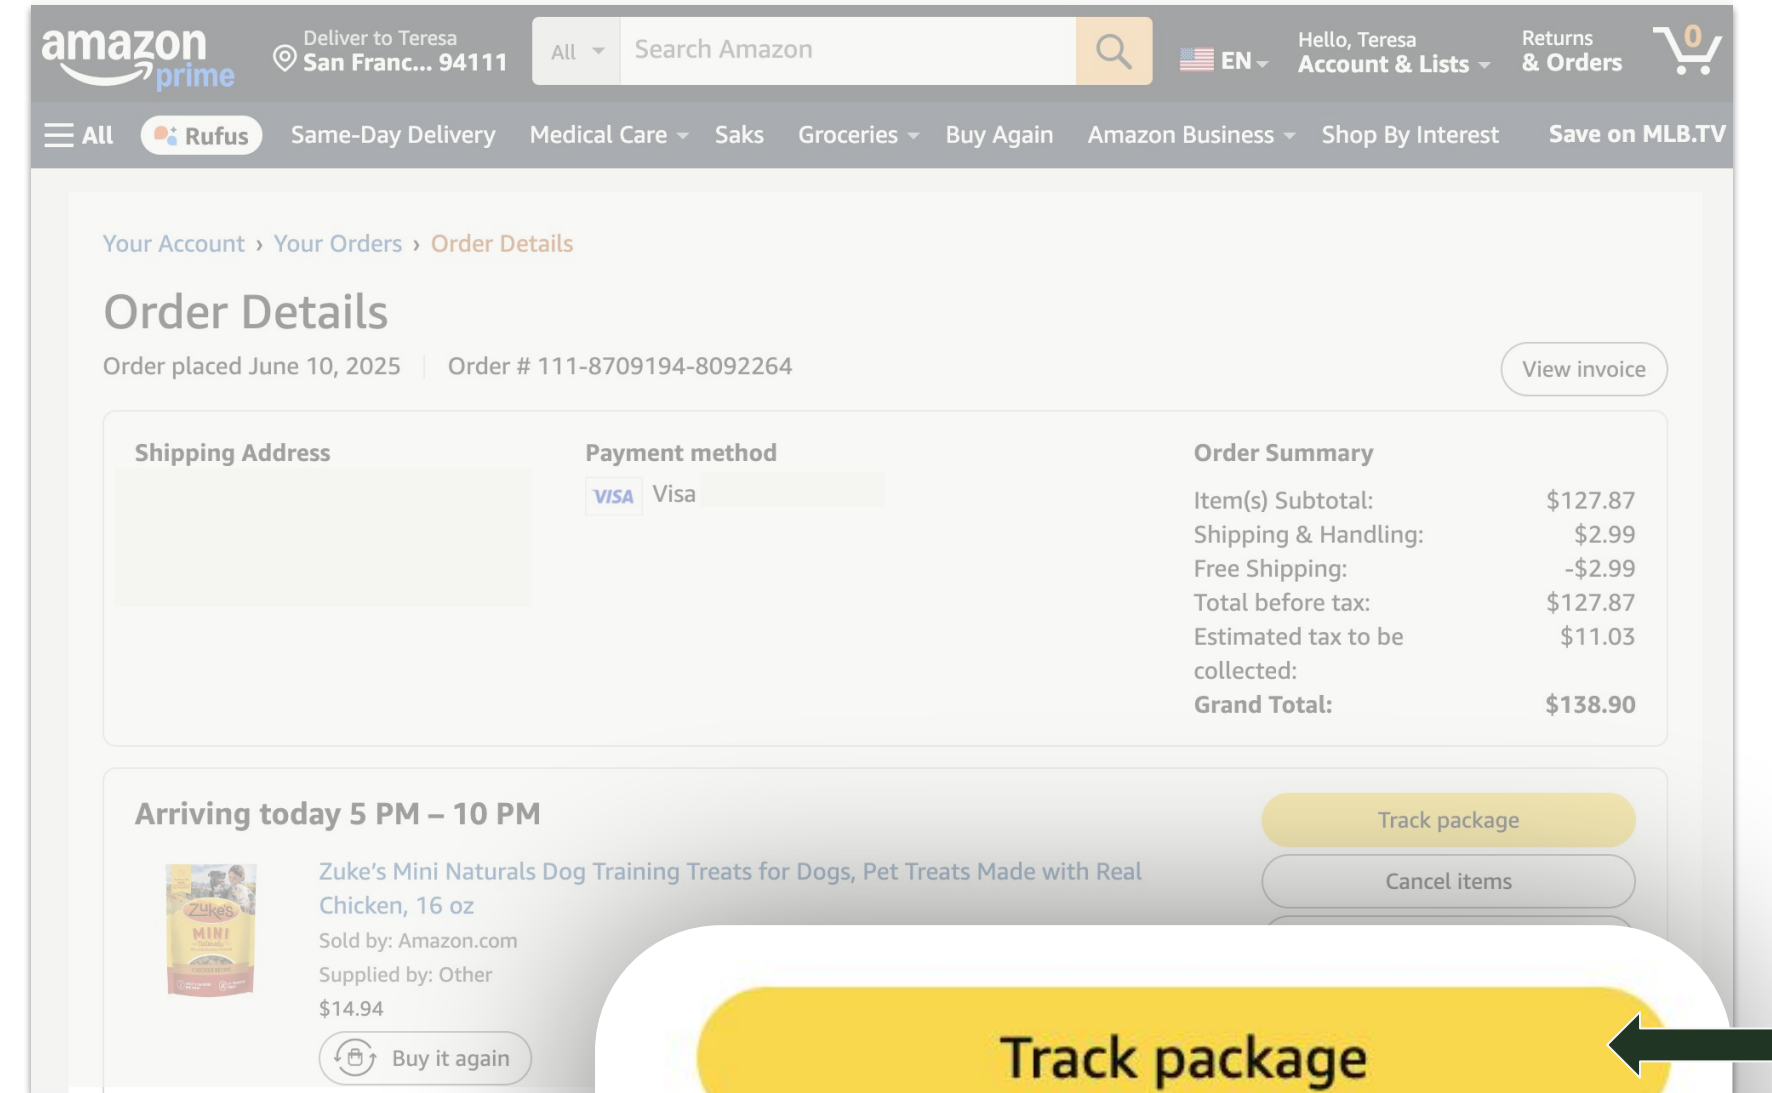 amazon prime
Deliver to Teresa
San Franc... 94111
All
Search Amazon
EN
Hello, Teresa
Account & Lists
Returns
& Orders
0
All
Rufus
Same-Day Delivery
Medical Care
Saks
Groceries
Buy Again
Amazon Business
Shop By Interest
Save on MLB.TV
Your Account › Your Orders › Order Details
Order Details
Order placed June 10, 2025
Order # 111-8709194-8092264
View invoice
Shipping Address
Payment method
VISA Visa
Order Summary
Item(s) Subtotal: $127.87
Shipping & Handling: $2.99
Free Shipping: -$2.99
Total before tax: $127.87
Estimated tax to be $11.03
collected:
Grand Total: $138.90
Arriving today 5 PM – 10 PM
Track package
Cancel items
Zuke's
MINI
Zuke’s Mini Naturals Dog Training Treats for Dogs, Pet Treats Made with Real
Chicken, 16 oz
Sold by: Amazon.com
Supplied by: Other
$14.94
Buy it again
Track package